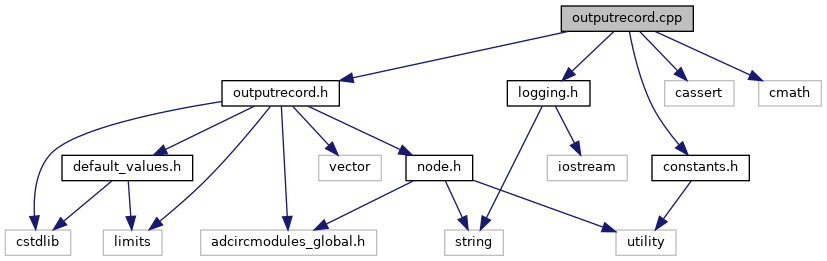 outputrecord.cpp
outputrecord.h
logging.h
cassert
cmath
default_values.h
vector
node.h
iostream
constants.h
cstdlib
limits
adcircmodules_global.h
string
utility